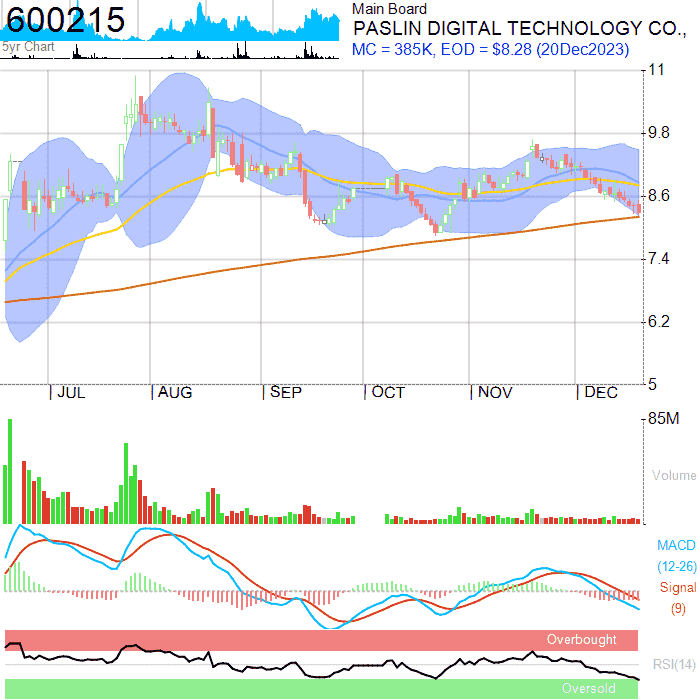 600215
5yr Chart
Main Board
PASLIN DIGITAL TECHNOLOGY CO.,
MC = 385K, EOD = $8.28 (20Dec2023)
11
9.8
8.6
7.4
6.2
5
JUL AUG SEP OCT NOV DEC
85M
Volume
MACD
(12-26)
Signal
(9)
Overbought
RSI(14)
Oversold